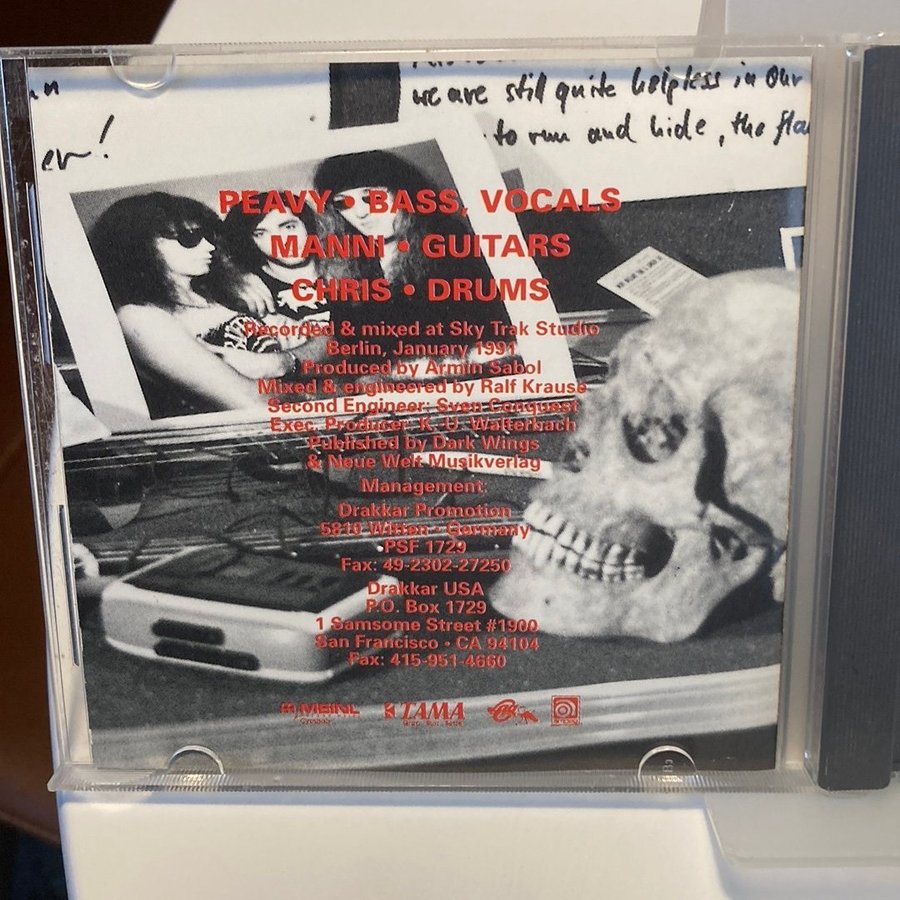 er!
we are still quite helpless in our
to run and hide, the fla
PEAVY • BASS, VOCALS
MANNI • GUITARS
CHRIS • DRUMS
Recorded & mixed at Sky Trak Studio
Berlin, January 1991
Produced by Armin Sabol
Mixed & engineered by Ralf Krause
Second Engineer: Sven Conquest
Exec. Producer: K. U. Walterbach
Published by Dark Wings
& Neue Welt Musikverlag
Management:
Drakkar Promotion
5810 Witten • Germany
PSF 1729
Fax: 49-2302-27250
Drakkar USA
P.O. Box 1729
1 Samsome Street #1900
San Francisco • CA 94104
Fax: 415-951-4660
MEINL TAMA